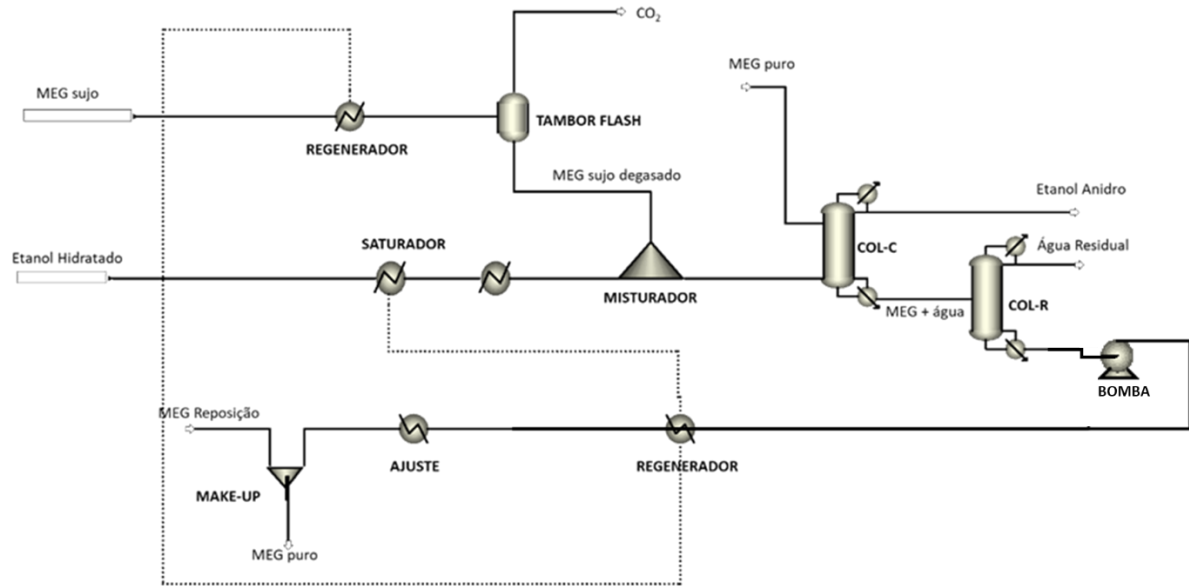 CO₂
MEG puro
MEG sujo
TAMBOR FLASH
REGENERADOR
MEG sujo degasado
Etanol Anidro
SATURADOR
COL-C
Água Residual
Etanol Hidratado
MISTURADOR
COL-R
MEG + água
BOMBA
MEG Reposição
AJUSTE
REGENERADOR
MAKE-UP
MEG puro